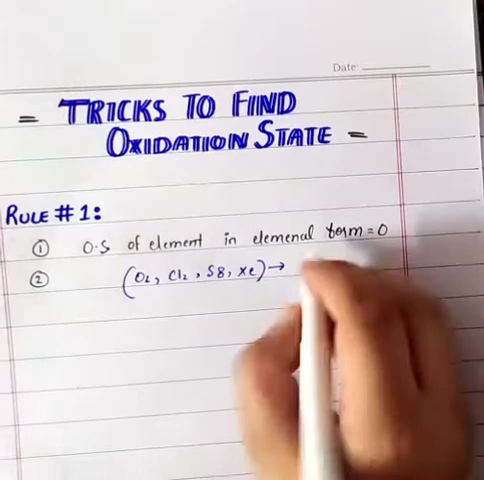 Date:
= TRICKS TO FIND
OXIDATION STATE =
RULE # 1:
① O.S of element in elemenal form = 0
② (O2, Cl2, S8, Xe) →